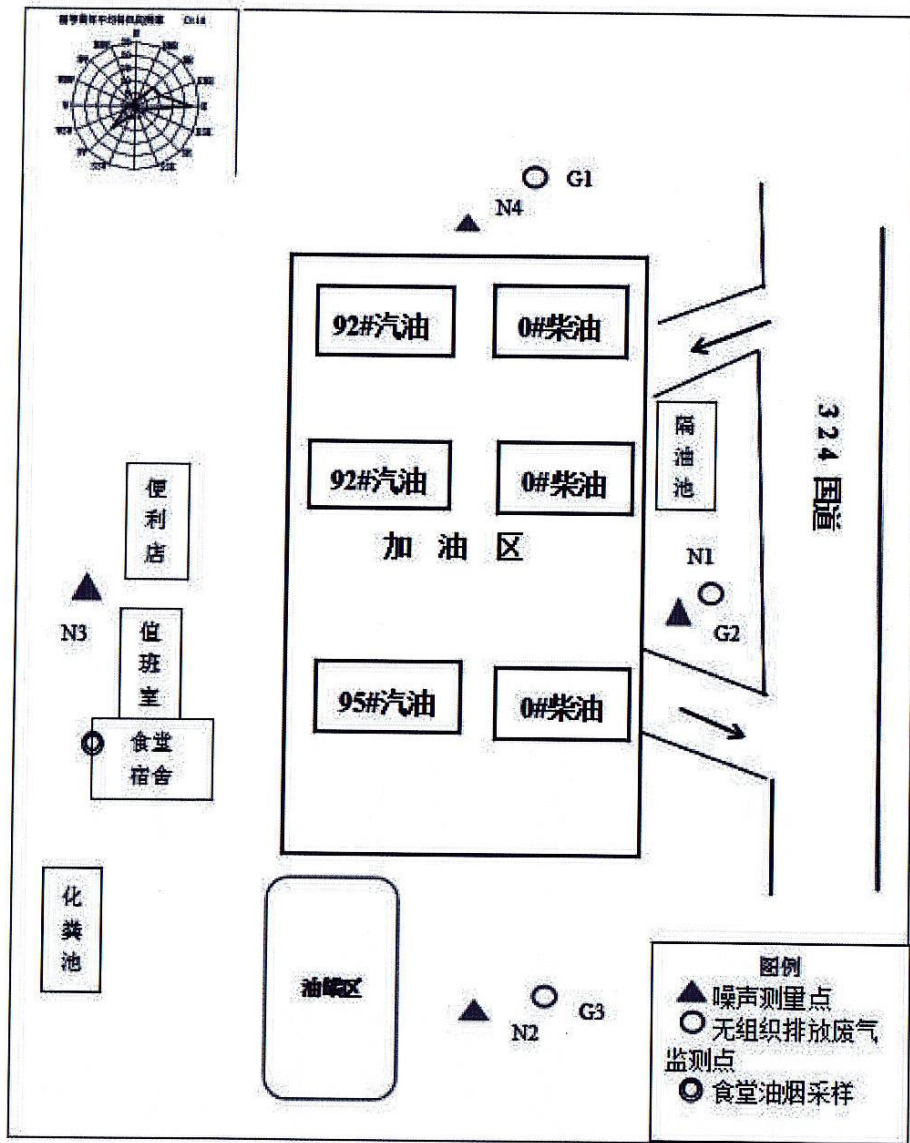 G1
N4
92#汽油
0#柴油
隔油池
324国道
92#汽油
0#柴油
便利店
加油区
N1
G2
N3
值班室
95#汽油
0#柴油
食堂
宿舍
化粪池
油罐区
N2
G3
图例
噪声测量点
无组织排放废气
监测点
食堂油烟采样